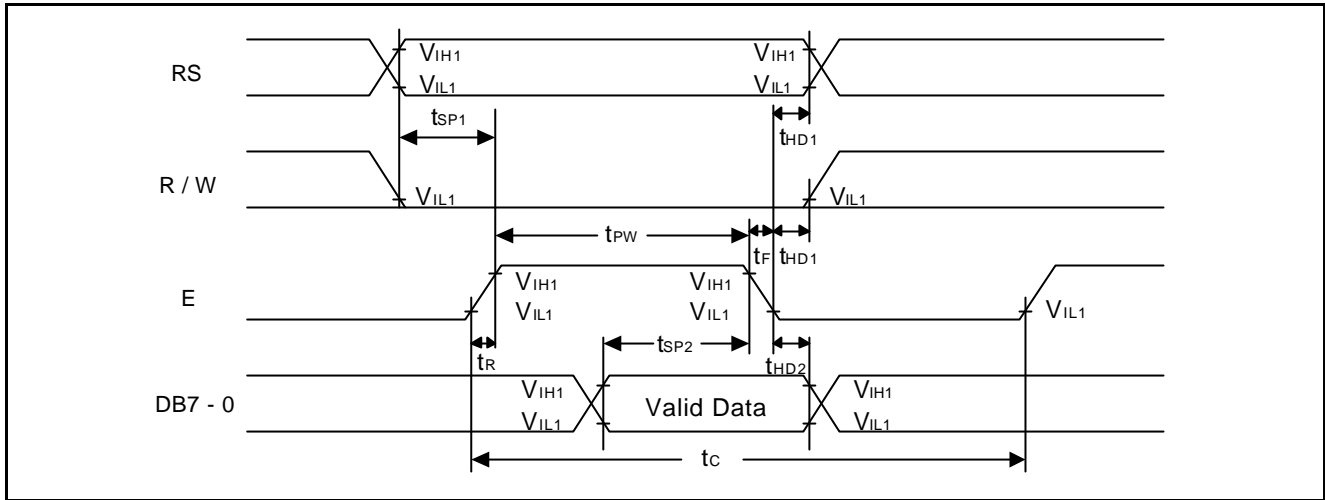 RS
VIH1
VIL1
VIH1
VIL1
tSP1
tHD1
R / W
VIL1
VIL1
tPW
tF
tHD1
E
VIH1
VIL1
VIH1
VIL1
VIL1
tR
tSP2
tHD2
DB7 - 0
VIH1
VIL1
Valid Data
VIH1
VIL1
tC